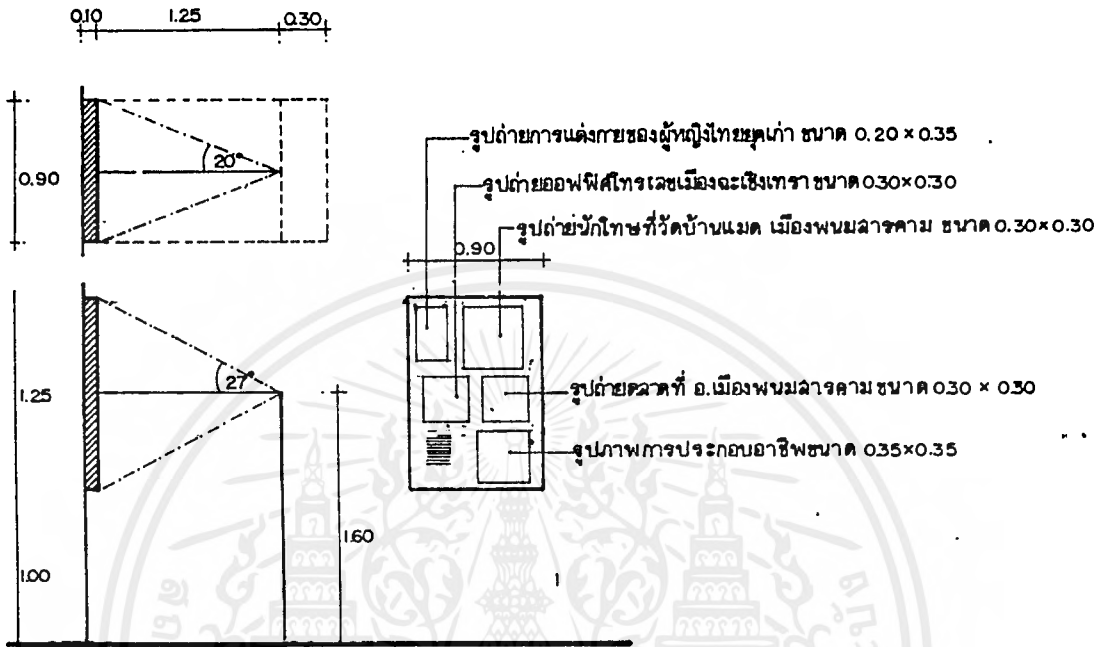 0.10 1.25 0.30
รูปถ่ายการแต่งกายของผู้หญิงไทยยุคเก่า ขนาด 0.20 × 0.35
20°
รูปถ่ายออฟฟิศโทรเลขเมืองฉะเชิงเทรา ขนาด 0.30×0.30
0.90
รูปถ่ายนักโทษที่วัดบ้านแมด เมืองพนมสารคาม ขนาด 0.30×0.30
0.90
27°
1.25
รูปถ่ายตลาดที่ อ.เมืองพนมสารคาม ขนาด 0.30 × 0.30
รูปภาพการประกอบอาชีพขนาด 0.35×0.35
1.60
1.00